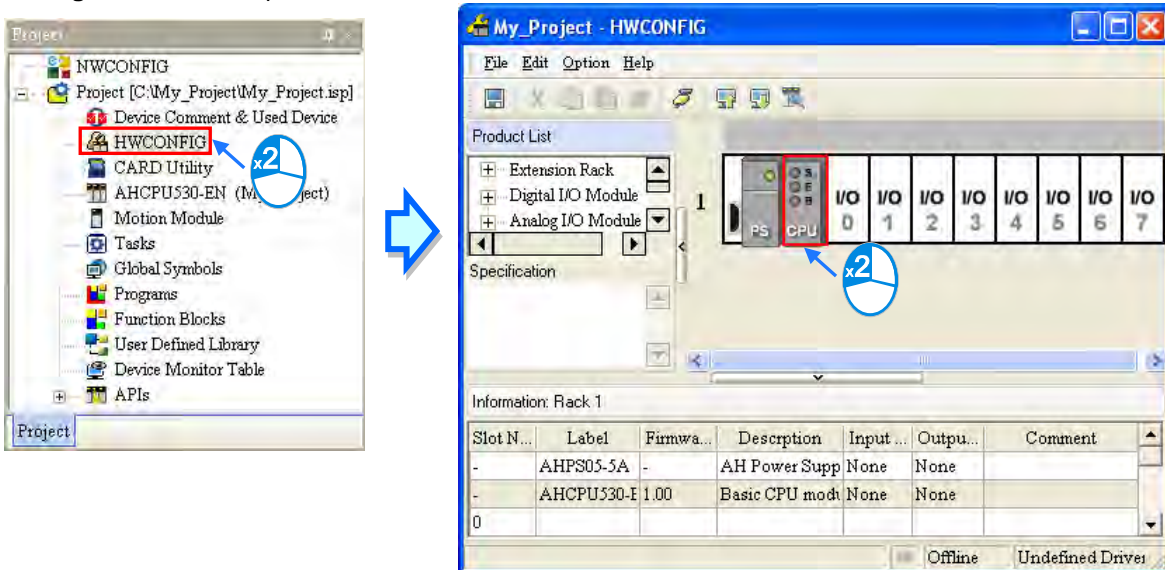 Project
NWCONFIG
Project [C:\My_Project\My_Project.isp]
Device Comment & Used Device
HWCONFIG
x2
CARD Utility
AHCPU530-EN (M ject)
Motion Module
Tasks
Global Symbols
Programs
Function Blocks
User Defined Library
Device Monitor Table
APIs
Project
My_Project - HWCONFIG
File Edit Option Help
Product List
Extension Rack
Digital I/O Module
Analog I/O Module
Specification
1
PS CPU I/O 0 I/O 1 I/O 2 I/O 3 I/O 4 I/O 5 I/O 6 I/O 7
x2
Information: Rack 1
Slot N... Label Firmwa... Descrption Input ... Outpu... Comment
- AHPS05-5A - AH Power Supp None None
- AHCPU530-E 1.00 Basic CPU modu None None
0
Offline Undefined Driver